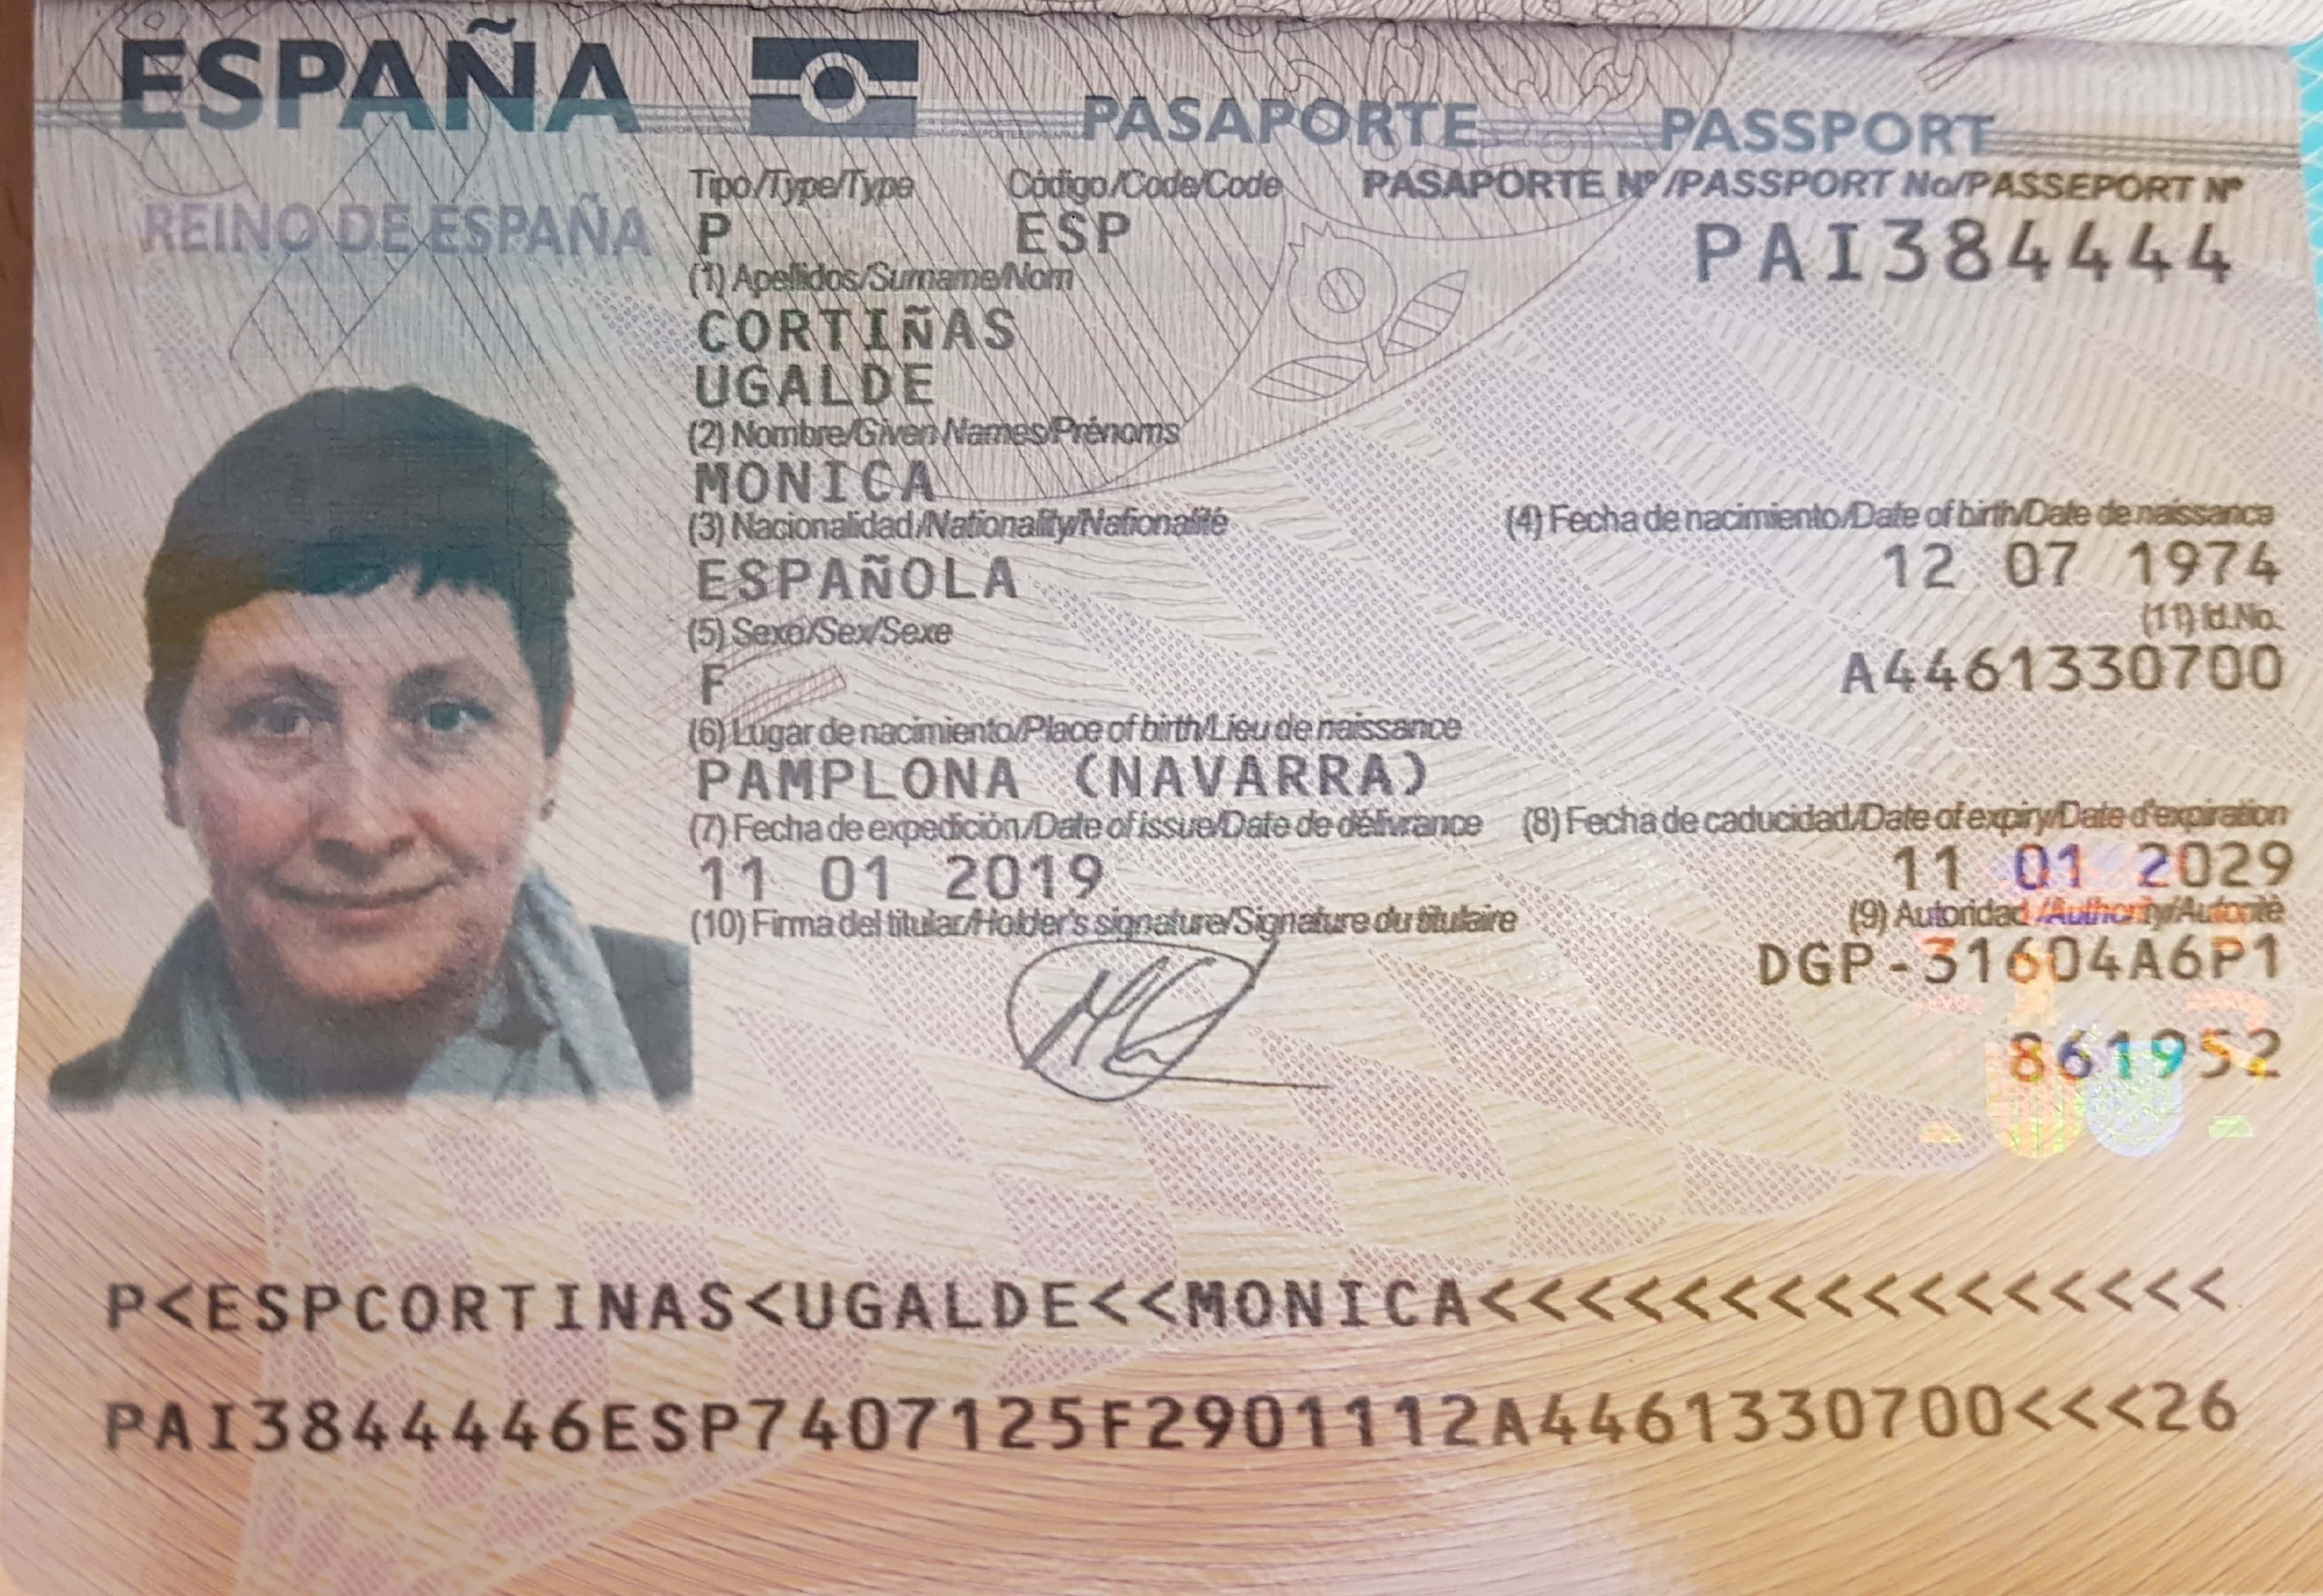 ESPAÑA
PASAPORTE PASSPORT
REINO DE ESPAÑA
Tipo/Type/Type Código/Code/Code PASAPORTE Nº/PASSPORT No/PASSEPORT Nº
P ESP PAI384444
(1) Apellidos/Surname/Nom
CORTIÑAS
UGALDE
(2) Nombre/Given Names/Prénoms
MONICA
(3) Nacionalidad/Nationality/Nationalité (4) Fecha de nacimiento/Date of birth/Date de naissance
ESPAÑOLA 12 07 1974
(5) Sexo/Sex/Sexe (11) Id.No.
F A4461330700
(6) Lugar de nacimiento/Place of birth/Lieu de naissance
PAMPLONA (NAVARRA)
(7) Fecha de expedición/Date of issue/Date de délivrance (8) Fecha de caducidad/Date of expiry/Date d'expiration
11 01 2019 11 01 2029
(10) Firma del titular/Holder's signature/Signature du titulaire (9) Autoridad/Authority/Autorité
DGP-31604A6P1
861952
P<ESPCORTINAS<UGALDE<<MONICA<<<<<<<<<<<<<<<<
PAI3844446ESP7407125F2901112A4461330700<<<26